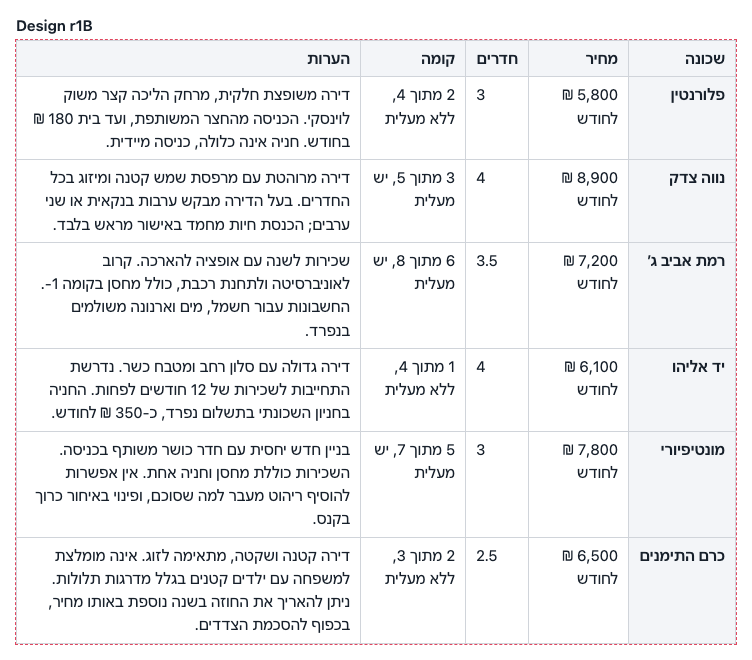 Design r1B
שכונה
מחיר
חדרים
קומה
הערות
פלורנטין
5,800 ₪
לחודש
3
2 מתוך 4,
ללא מעלית
דירה משופצת חלקית, מרחק הליכה קצר משוק
לוינסקי. הכניסה מהחצר המשותפת, ועד בית 180 ₪
בחודש. חניה אינה כלולה, כניסה מיידית.
נווה צדק
8,900 ₪
לחודש
4
3 מתוך 5, יש
מעלית
דירה מרוהטת עם מרפסת שמש קטנה ומיזוג בכל
החדרים. בעל הדירה מבקש ערבות בנקאית או שני
ערבים; הכנסת חיות מחמד באישור מראש בלבד.
רמת אביב ג׳
7,200 ₪
לחודש
3.5
6 מתוך 8, יש
מעלית
שכירות לשנה עם אופציה להארכה. קרוב
לאוניברסיטה ולתחנת רכבת, כולל מחסן בקומה 1-.
החשבונות עבור חשמל, מים וארנונה משולמים
בנפרד.
יד אליהו
6,100 ₪
לחודש
4
1 מתוך 4,
ללא מעלית
דירה גדולה עם סלון רחב ומטבח כשר. נדרשת
התחייבות לשכירות של 12 חודשים לפחות. החניה
בחניון השכונתי בתשלום נפרד, כ-350 ₪ לחודש.
מונטיפיורי
7,800 ₪
לחודש
3
5 מתוך 7, יש
מעלית
בניין חדש יחסית עם חדר כושר משותף בכניסה.
השכירות כוללת מחסן וחניה אחת. אין אפשרות
להוסיף ריהוט מעבר למה שסוכם, ופינוי באיחור כרוך
בקנס.
כרם התימנים
6,500 ₪
לחודש
2.5
2 מתוך 3,
ללא מעלית
דירה קטנה ושקטה, מתאימה לזוג. אינה מומלצת
למשפחה עם ילדים קטנים בגלל מדרגות תלולות.
ניתן להאריך את החוזה בשנה נוספת באותו מחיר,
בכפוף להסכמת הצדדים.